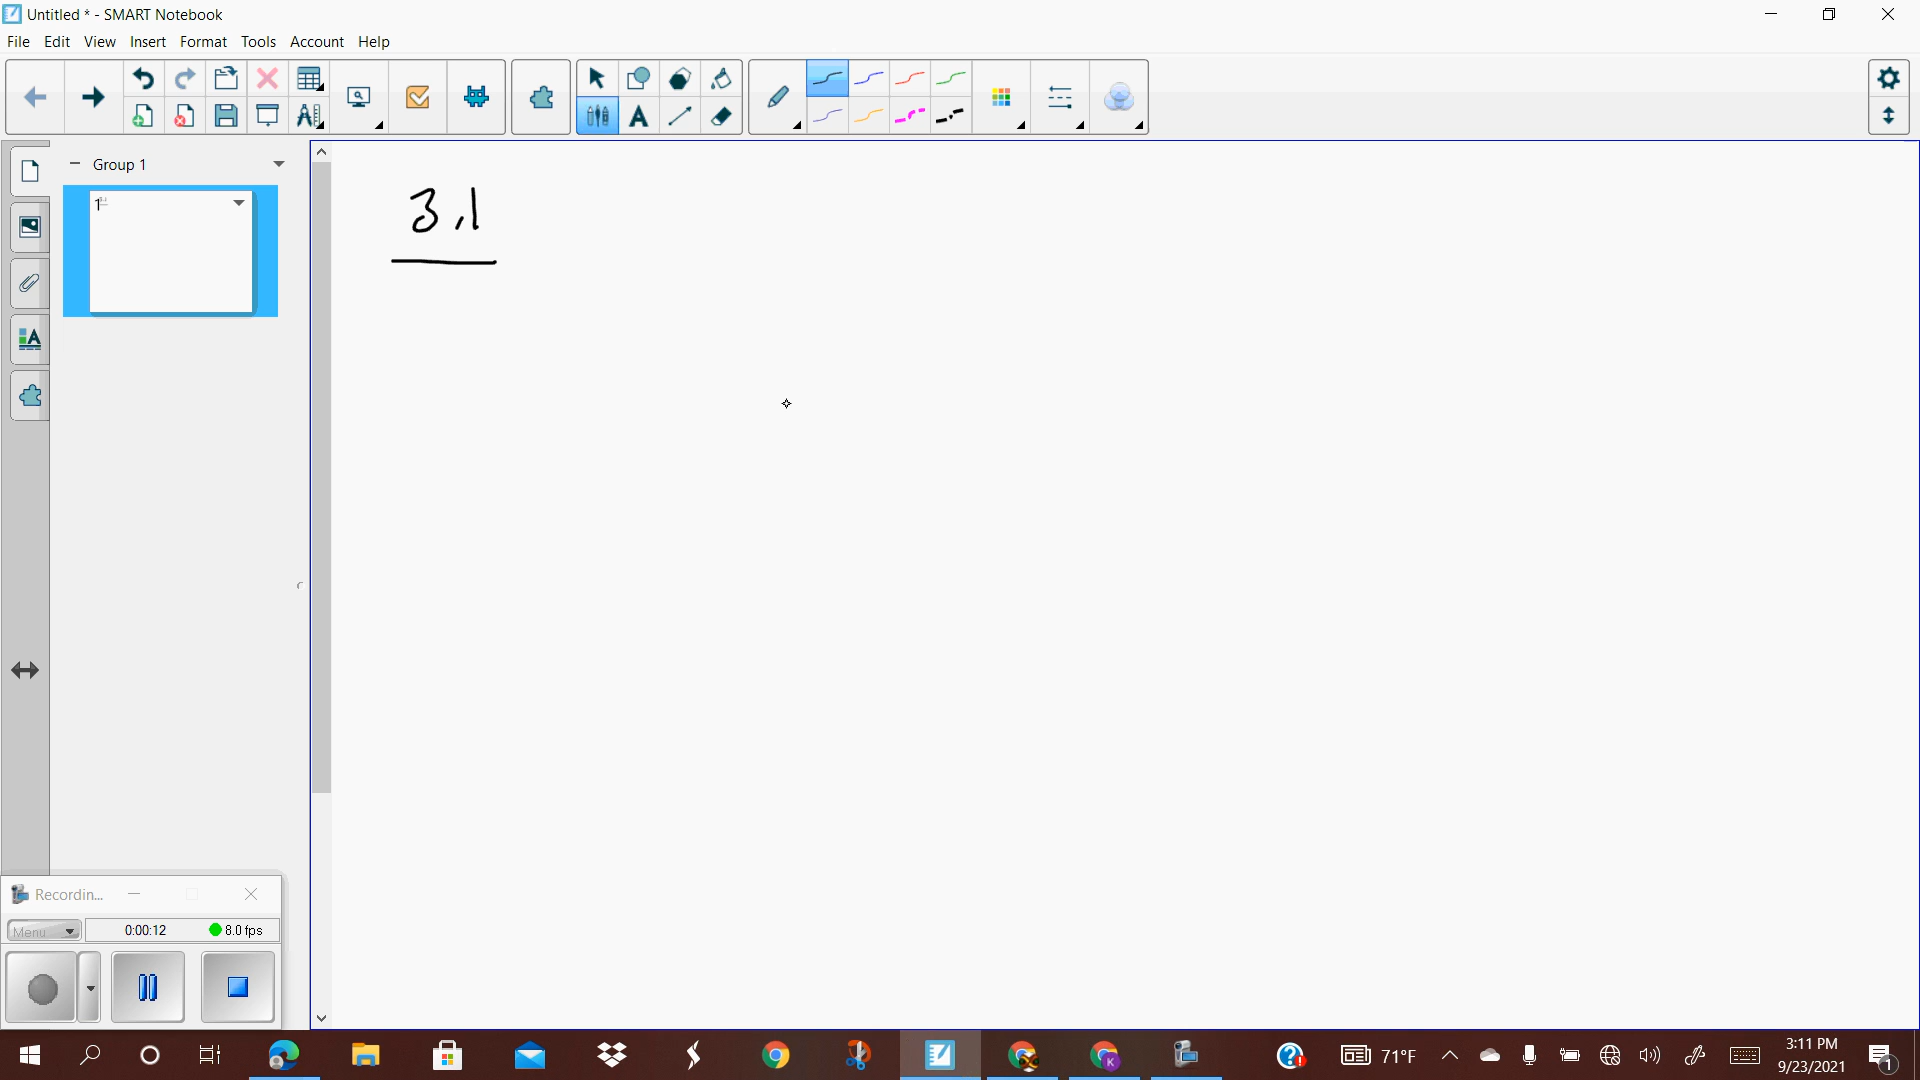 Untitled * - SMART Notebook
File Edit View Insert Format Tools Account Help
Group 1
1
3.1
Recordin...
Menu 0:00:12 8.0 fps
71°F
3:11 PM
9/23/2021
1